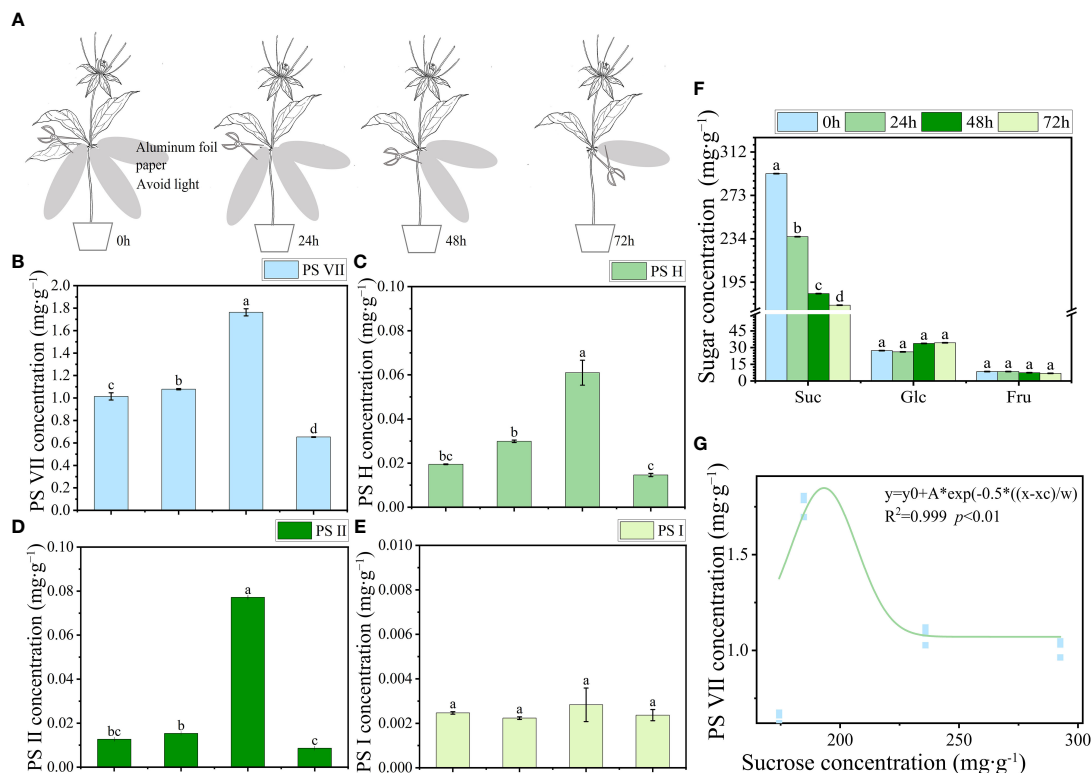 A
Aluminum foil
paper
Avoid light
0h
24h
48h
72h
B
PS VII
PS VII concentration (mg·g⁻¹)
2.0
1.8
1.6
1.4
1.2
1.0
0.8
0.6
0.4
0.2
0.0
c
b
a
d
C
PS H
PS H concentration (mg·g⁻¹)
0.10
0.08
0.06
0.04
0.02
0.00
bc
b
a
c
D
PS II
PS II concentration (mg·g⁻¹)
0.10
0.08
0.06
0.04
0.02
0.00
bc
b
a
c
E
PS I
PS I concentration (mg·g⁻¹)
0.010
0.008
0.006
0.004
0.002
0.000
a
a
a
a
F
0h 24h 48h 72h
Sugar concentration (mg·g⁻¹)
312
273
234
195
45
30
15
0
a
b
c
d
a a a a
a a a a
Suc Glc Fru
G
y=y0+A*exp(-0.5*((x-xc)/w)
R²=0.999 p<0.01
PS VII concentration (mg·g⁻¹)
1.5
1.0
200 250 300
Sucrose concentration (mg·g⁻¹)